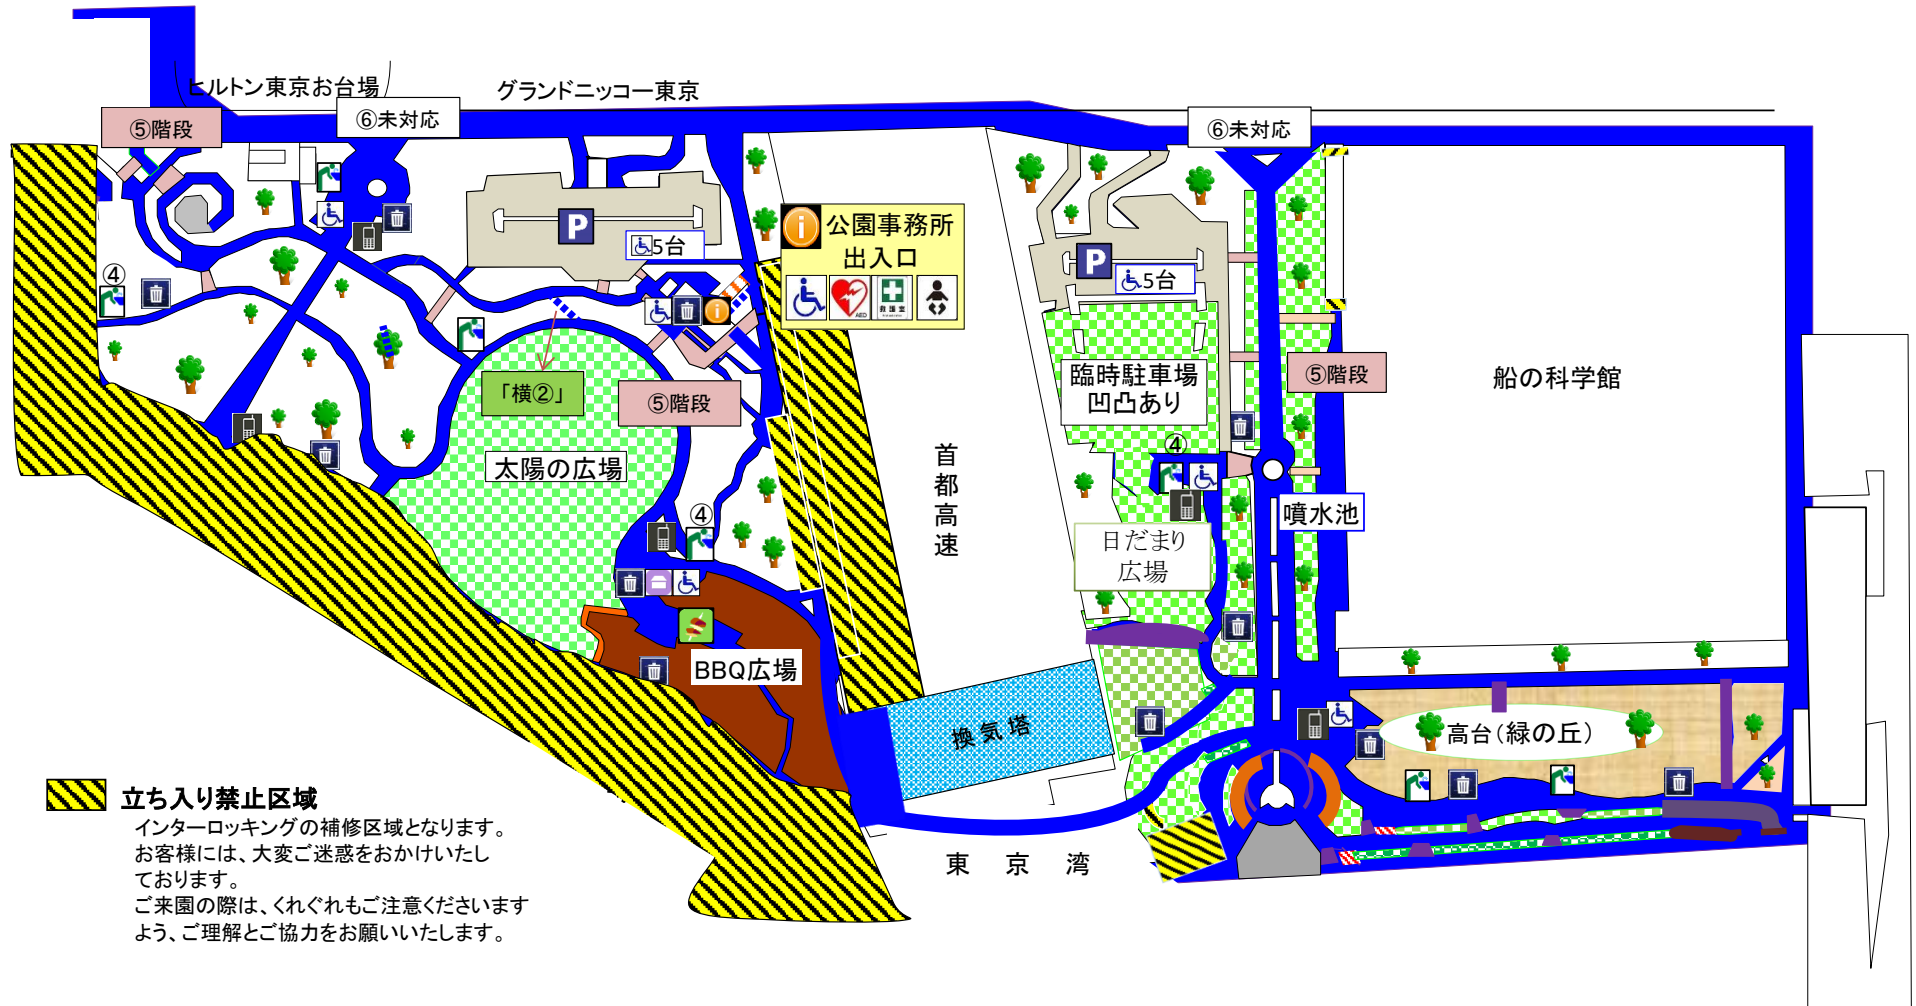 ヒルトン東京お台場
グランドニッコー東京
⑤階段
⑥未対応
⑥未対応
P
5台
i
公園事務所
出入口
AED
救護室
P
5台
④
i
「横②」
⑤階段
太陽の広場
④
BBQ広場
首都高速
臨時駐車場
凹凸あり
④
⑤階段
船の科学館
噴水池
日だまり
広場
換気塔
高台（緑の丘）
東京湾
立ち入り禁止区域
インターロッキングの補修区域となります。
お客様には、大変ご迷惑をおかけいたし
ております。
ご来園の際は、くれぐれもご注意くださいます
よう、ご理解とご協力をお願いいたします。